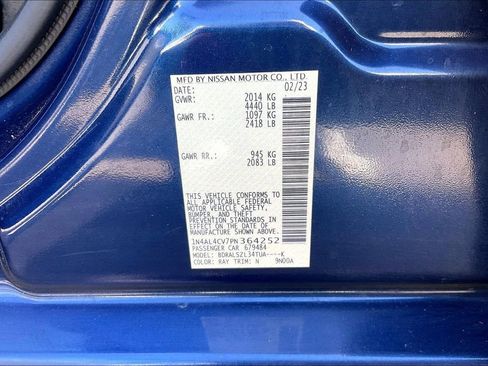 MFD BY NISSAN MOTOR CO., LTD.
DATE: 02/23
GVWR: 2014 KG
4440 LB
GAWR FR.: 1097 KG
2418 LB
GAWR RR.: 945 KG
2083 LB
THIS VEHICLE CONFORMS TO
ALL APPLICABLE FEDERAL
MOTOR VEHICLE SAFETY,
BUMPER, AND THEFT
PREVENTION STANDARDS IN
EFFECT ON THE DATE OF
MANUFACTURE SHOWN ABOVE.
1N4AL4CV7PN364252
PASSENGER CAR 679484
MODEL: BDRALSZL34TUA----K
COLOR: RAY TRIM: N 9N00A